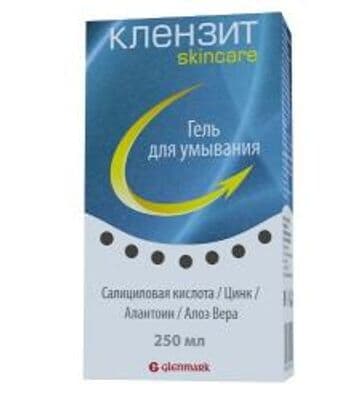 Клензит
skincare
Гель
для умывания
Салициловая кислота / Цинк /
Алантоин / Алоэ Вера
250 мл
Glenmark